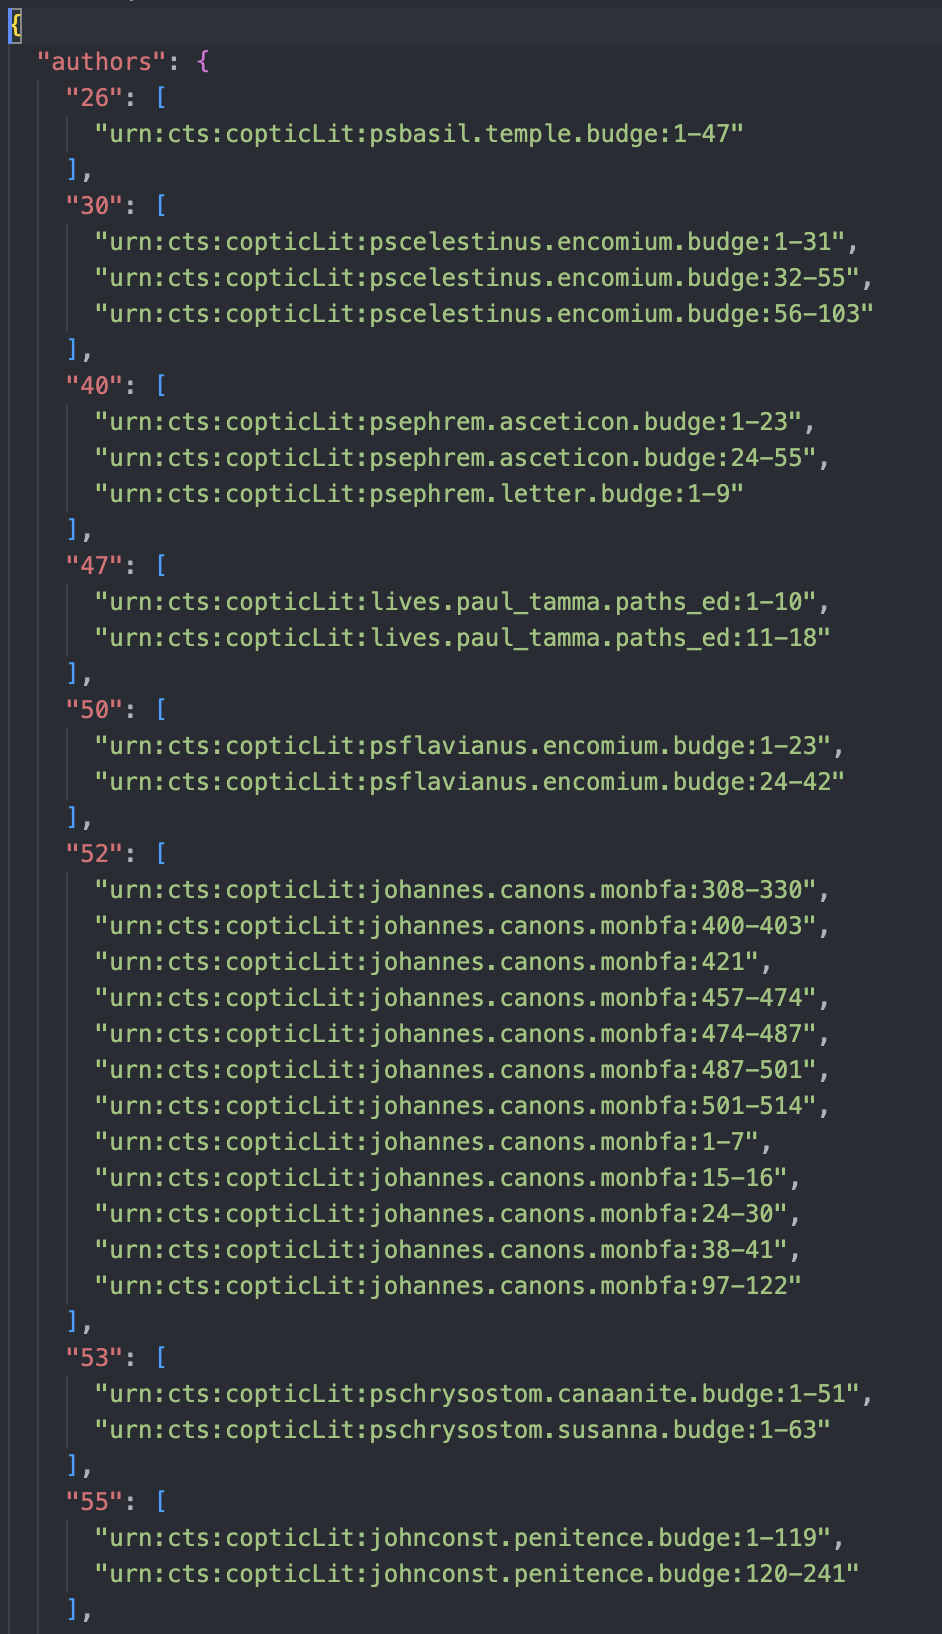 {
  "authors": {
    "26": [
      "urn:cts:copticLit:psbasil.temple.budge:1-47"
    ],
    "30": [
      "urn:cts:copticLit:pscelestinus.encomium.budge:1-31",
      "urn:cts:copticLit:pscelestinus.encomium.budge:32-55",
      "urn:cts:copticLit:pscelestinus.encomium.budge:56-103"
    ],
    "40": [
      "urn:cts:copticLit:psephrem.asceticon.budge:1-23",
      "urn:cts:copticLit:psephrem.asceticon.budge:24-55",
      "urn:cts:copticLit:psephrem.letter.budge:1-9"
    ],
    "47": [
      "urn:cts:copticLit:lives.paul_tamma.paths_ed:1-10",
      "urn:cts:copticLit:lives.paul_tamma.paths_ed:11-18"
    ],
    "50": [
      "urn:cts:copticLit:psflavianus.encomium.budge:1-23",
      "urn:cts:copticLit:psflavianus.encomium.budge:24-42"
    ],
    "52": [
      "urn:cts:copticLit:johannes.canons.monbfa:308-330",
      "urn:cts:copticLit:johannes.canons.monbfa:400-403",
      "urn:cts:copticLit:johannes.canons.monbfa:421",
      "urn:cts:copticLit:johannes.canons.monbfa:457-474",
      "urn:cts:copticLit:johannes.canons.monbfa:474-487",
      "urn:cts:copticLit:johannes.canons.monbfa:487-501",
      "urn:cts:copticLit:johannes.canons.monbfa:501-514",
      "urn:cts:copticLit:johannes.canons.monbfa:1-7",
      "urn:cts:copticLit:johannes.canons.monbfa:15-16",
      "urn:cts:copticLit:johannes.canons.monbfa:24-30",
      "urn:cts:copticLit:johannes.canons.monbfa:38-41",
      "urn:cts:copticLit:johannes.canons.monbfa:97-122"
    ],
    "53": [
      "urn:cts:copticLit:pschrysostom.canaanite.budge:1-51",
      "urn:cts:copticLit:pschrysostom.susanna.budge:1-63"
    ],
    "55": [
      "urn:cts:copticLit:johnconst.penitence.budge:1-119",
      "urn:cts:copticLit:johnconst.penitence.budge:120-241"
    ],